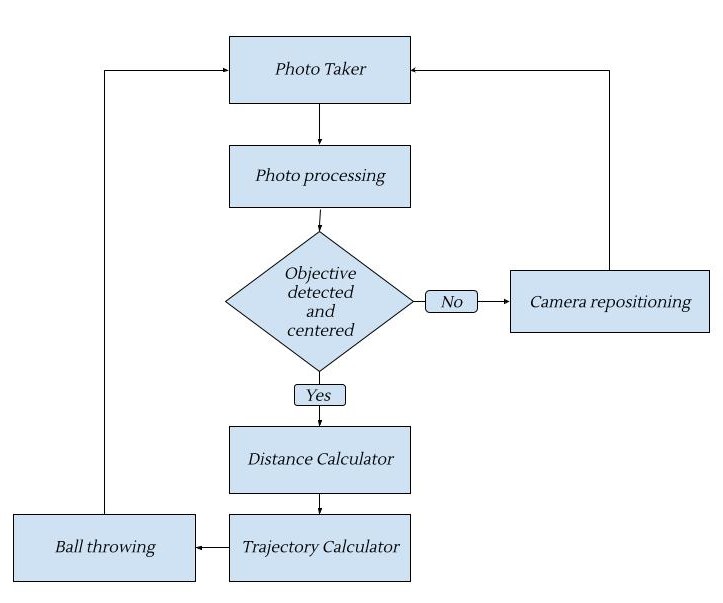 Photo Taker
Photo processing
Objective
detected
and
centered
No
Camera repositioning
Yes
Distance Calculator
Ball throwing
Trajectory Calculator